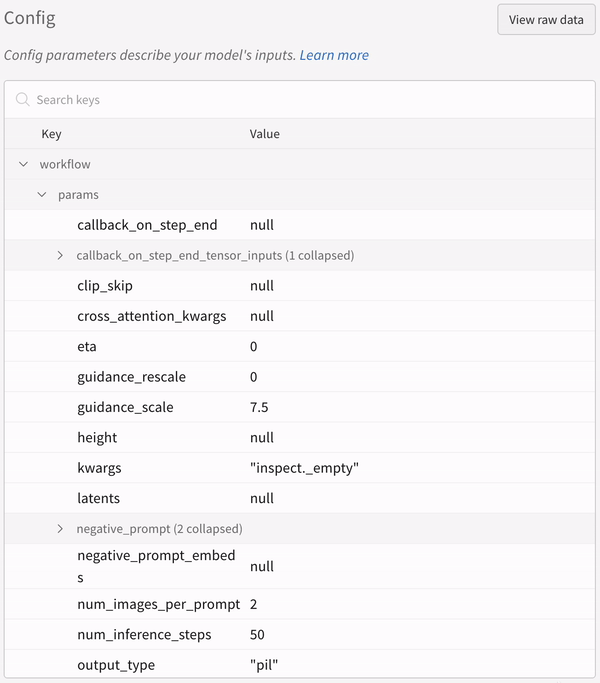 Config
View raw data
Config parameters describe your model's inputs. Learn more
Search keys
Key Value
workflow
params
callback_on_step_end null
callback_on_step_end_tensor_inputs (1 collapsed)
clip_skip null
cross_attention_kwargs null
eta 0
guidance_rescale 0
guidance_scale 7.5
height null
kwargs "inspect._empty"
latents null
negative_prompt (2 collapsed)
negative_prompt_embed
s null
num_images_per_prompt 2
num_inference_steps 50
output_type "pil"